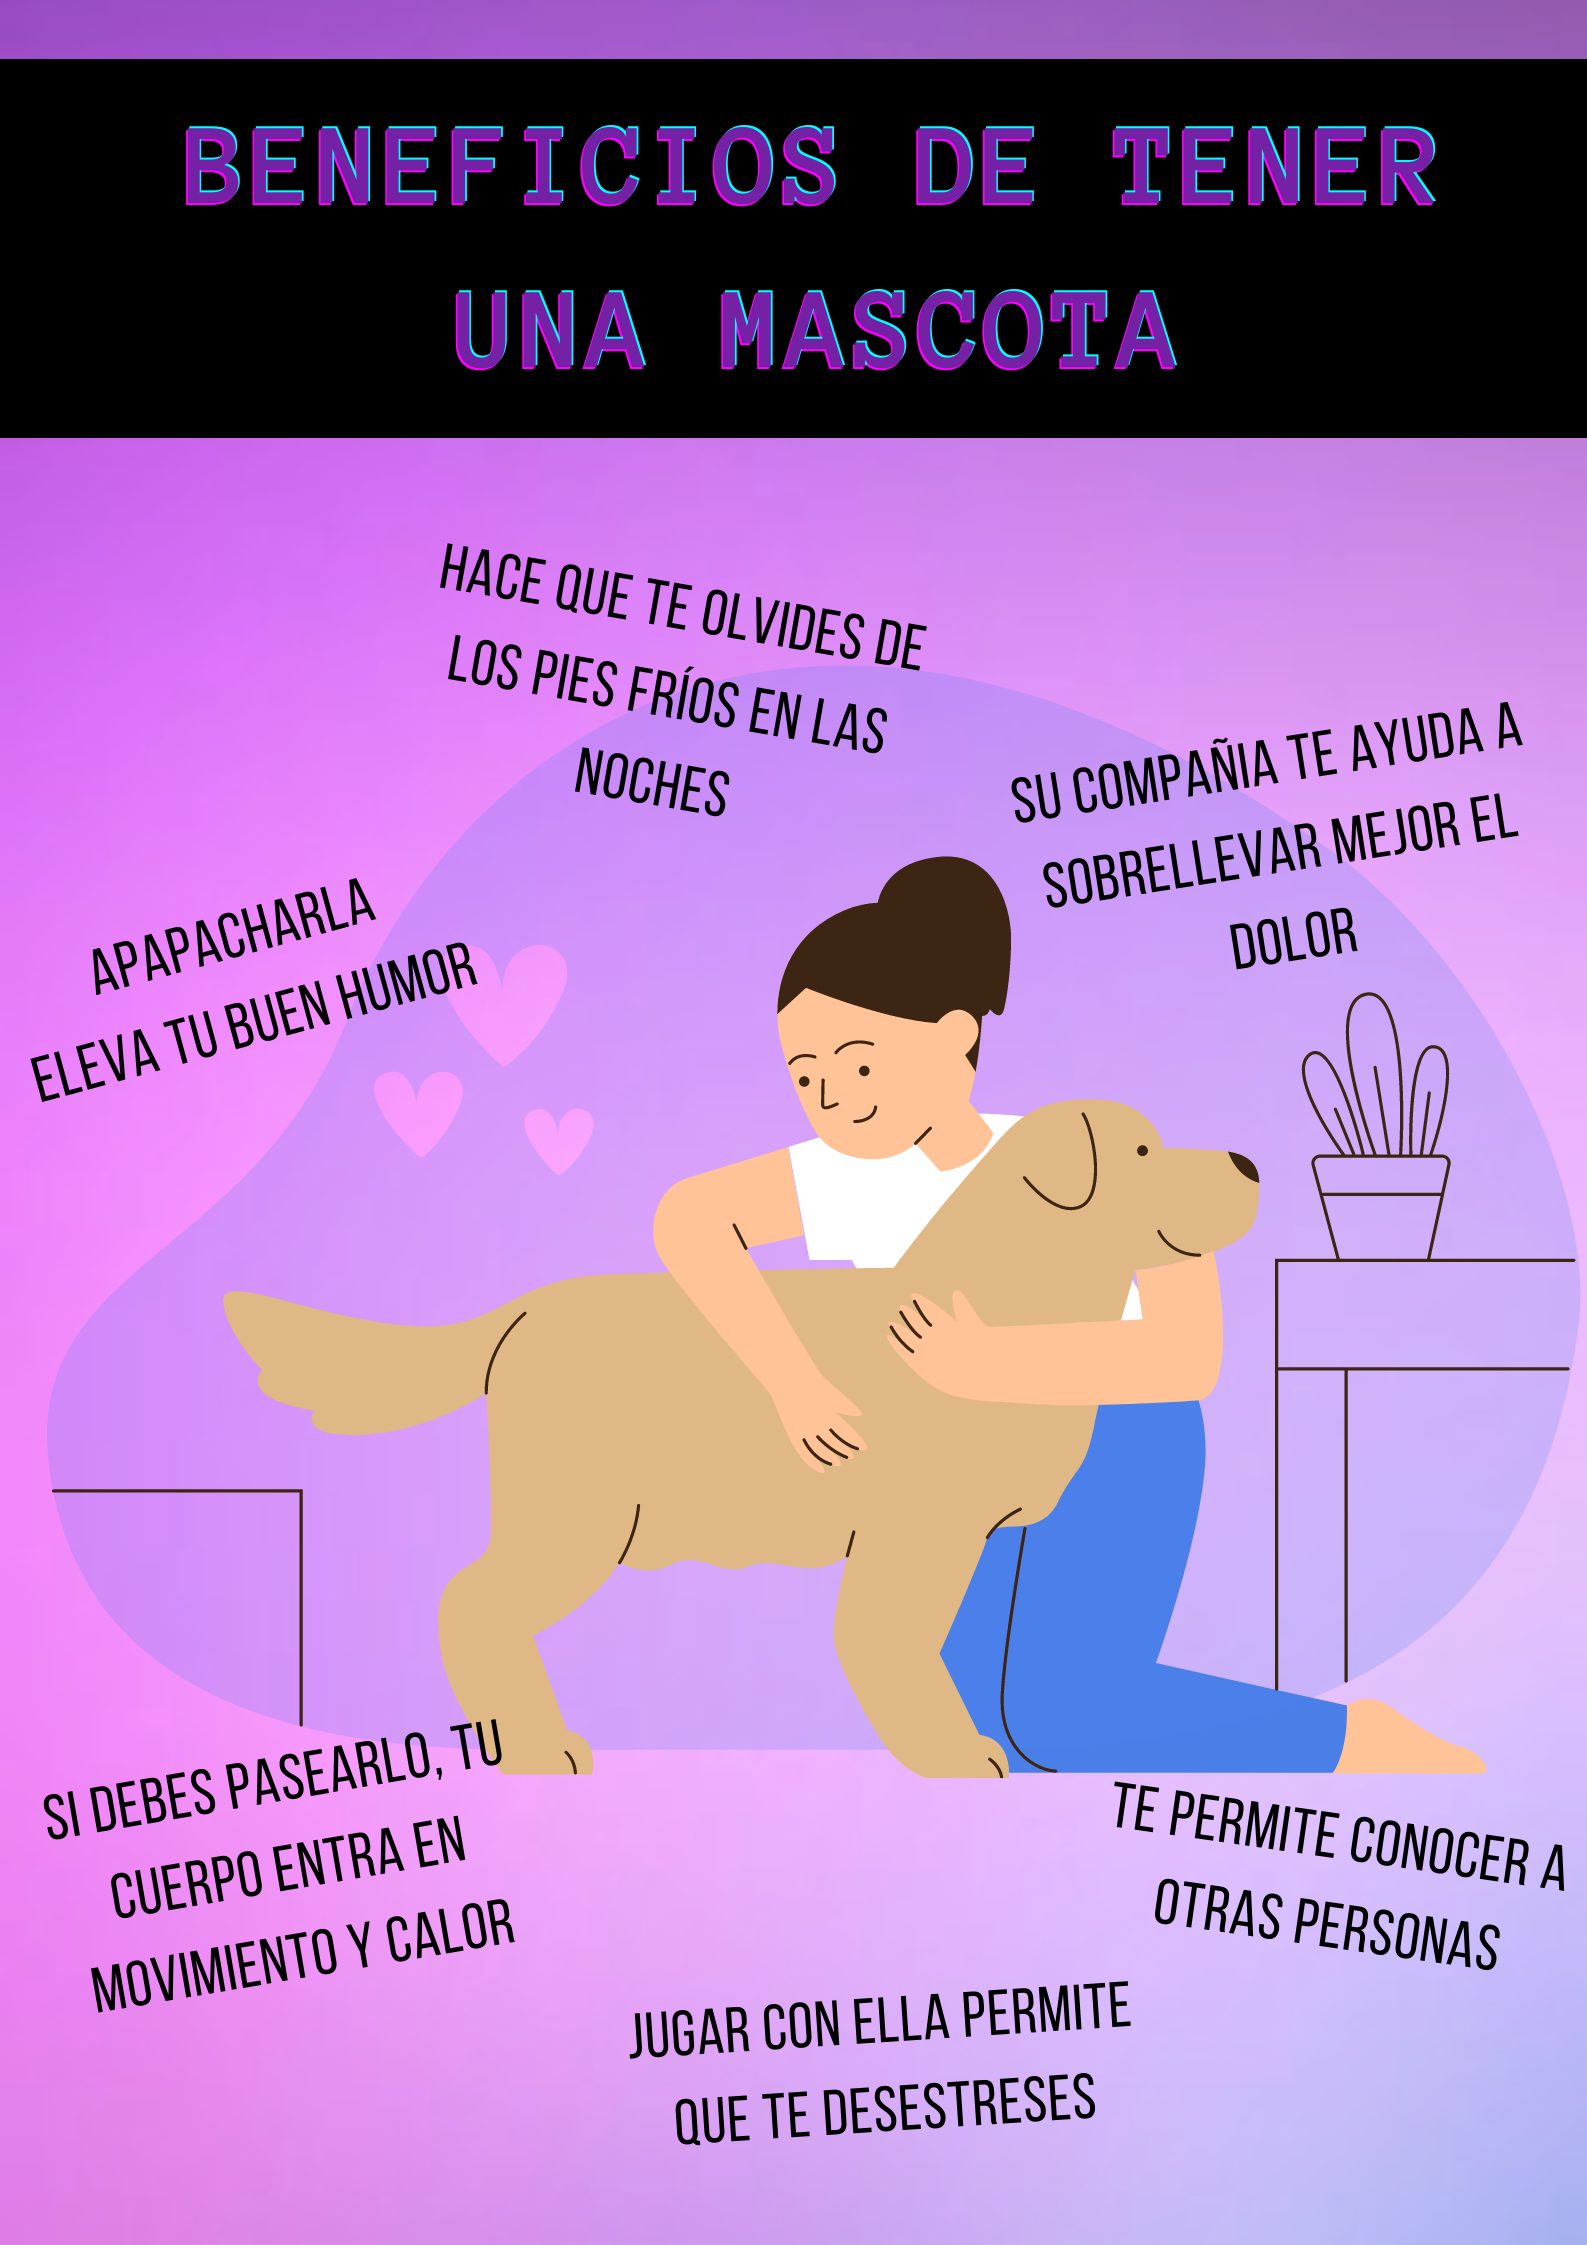 BENEFICIOS DE TENER
UNA MASCOTA
HACE QUE TE OLVIDES DE
LOS PIES FRÍOS EN LAS
NOCHES
SU COMPAÑIA TE AYUDA A
SOBRELLEVAR MEJOR EL
DOLOR
APAPACHARLA
ELEVA TU BUEN HUMOR
SI DEBES PASEARLO, TU
CUERPO ENTRA EN
MOVIMIENTO Y CALOR
TE PERMITE CONOCER A
OTRAS PERSONAS
JUGAR CON ELLA PERMITE
QUE TE DESESTRESES